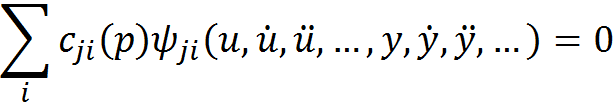 ∑_i c_{ji}(p)ψ_{ji}(u, u̇, ü, …, y, ẏ, ÿ, …) = 0